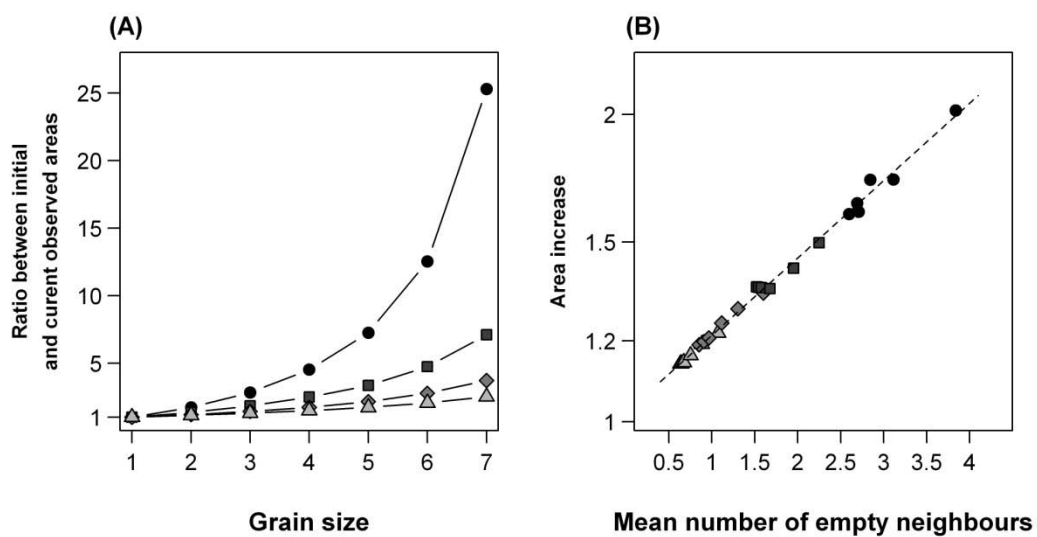 (A)
Ratio between initial
and curent observed areas
25
20
15
10
5
1
1 2 3 4 5 6 7
Grain size
(B)
Area increase
2
1.5
1.2
1
0.5 1 1.5 2 2.5 3 3.5 4
Mean number of empty neighbours